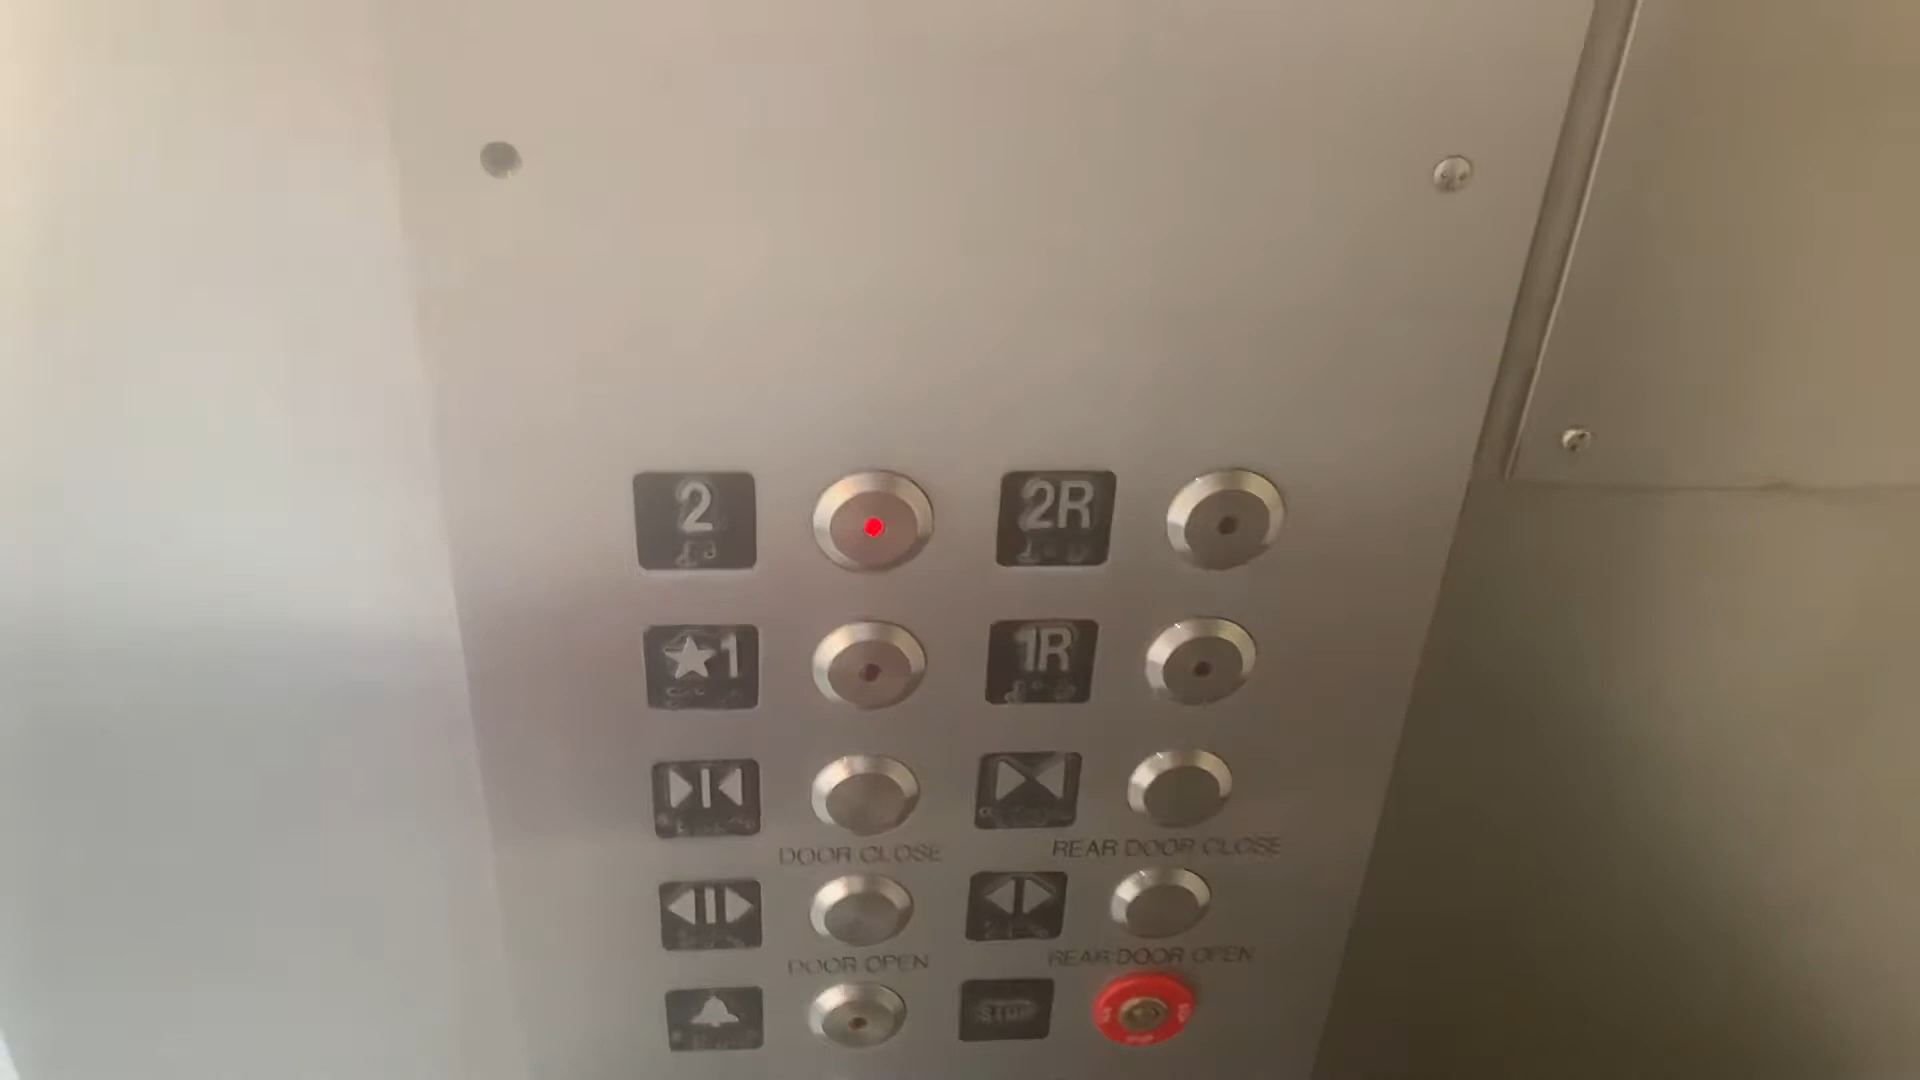 2
2R
★1
1R
DOOR CLOSE
REAR DOOR CLOSE
DOOR OPEN
REAR DOOR OPEN
STOP